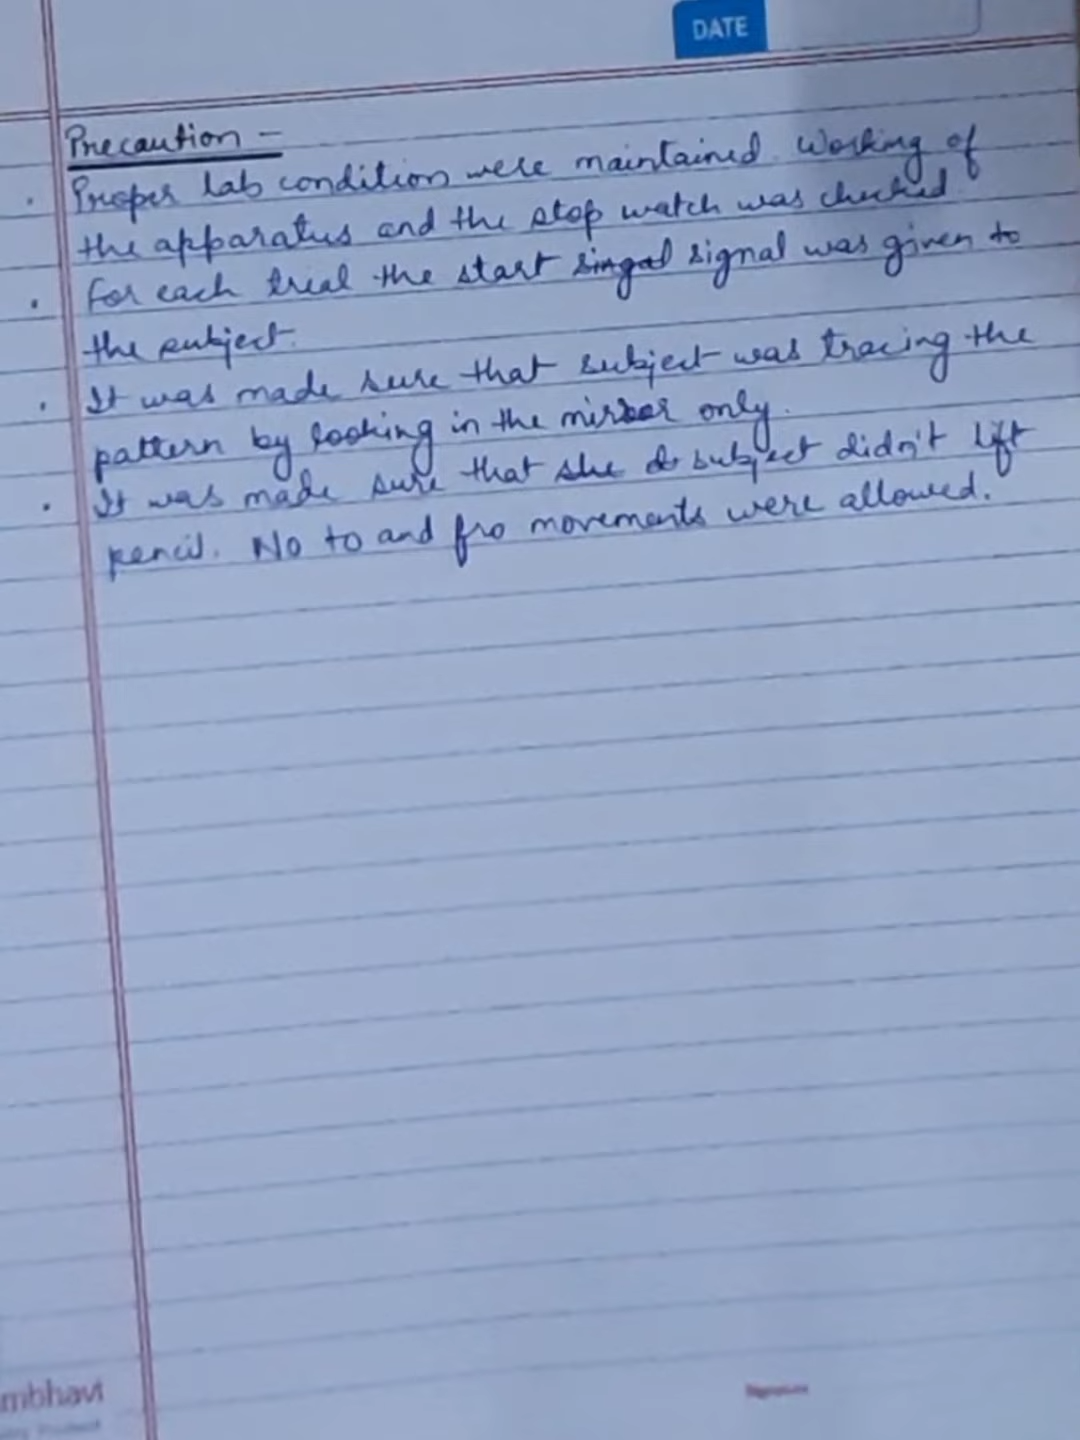 DATE
Precaution -
. Proper lab condition were maintained. Working of
the apparatus and the stop watch was checked.
. For each trial the start singal signal was given to
the subject.
. It was made sure that subject was tracing the
pattern by looking in the mirror only.
. It was made sure that she subject didn't lift
pencil. No to and fro movements were allowed.
mbhavi
Signature